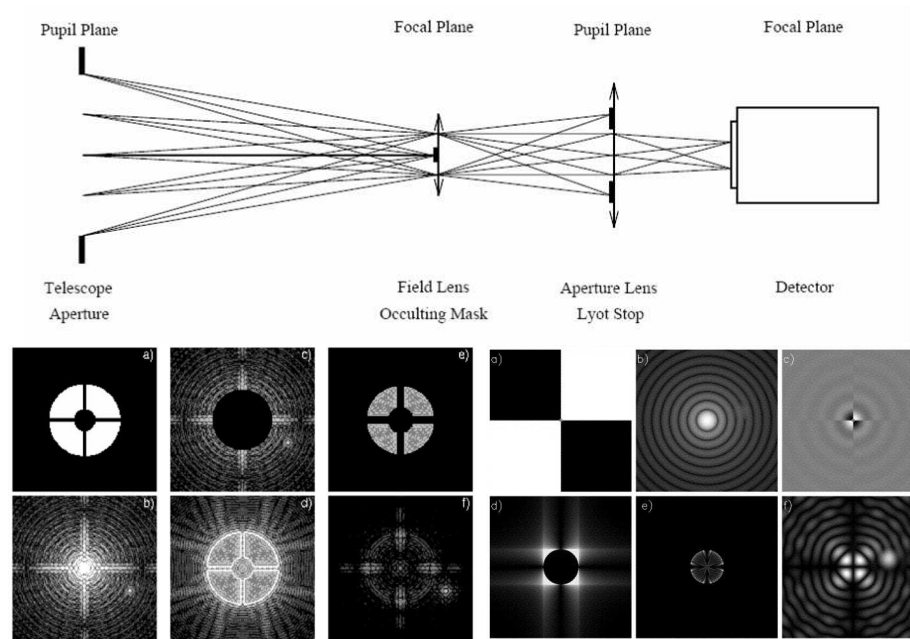 Pupil Plane Focal Plane Pupil Plane Focal Plane
Telescope Field Lens Aperture Lens Detector
Aperture Occulting Mask Lyot Stop
a) c) e) a) b) c)
b) d) f) d) e) f)